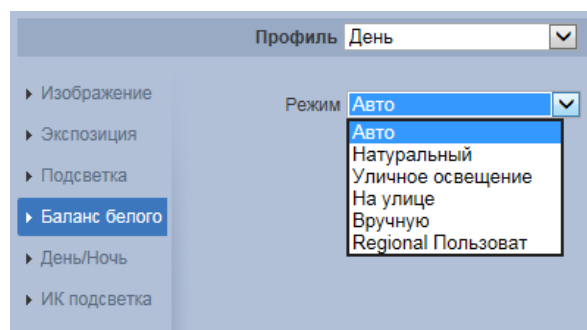 Профиль День
Изображение
Режим Авто
Экспозиция
Авто
Натуральный
Подсветка
Уличное освещение
На улице
Баланс белого
Вручную
Regional Пользоват
День/Ночь
ИК подсветка